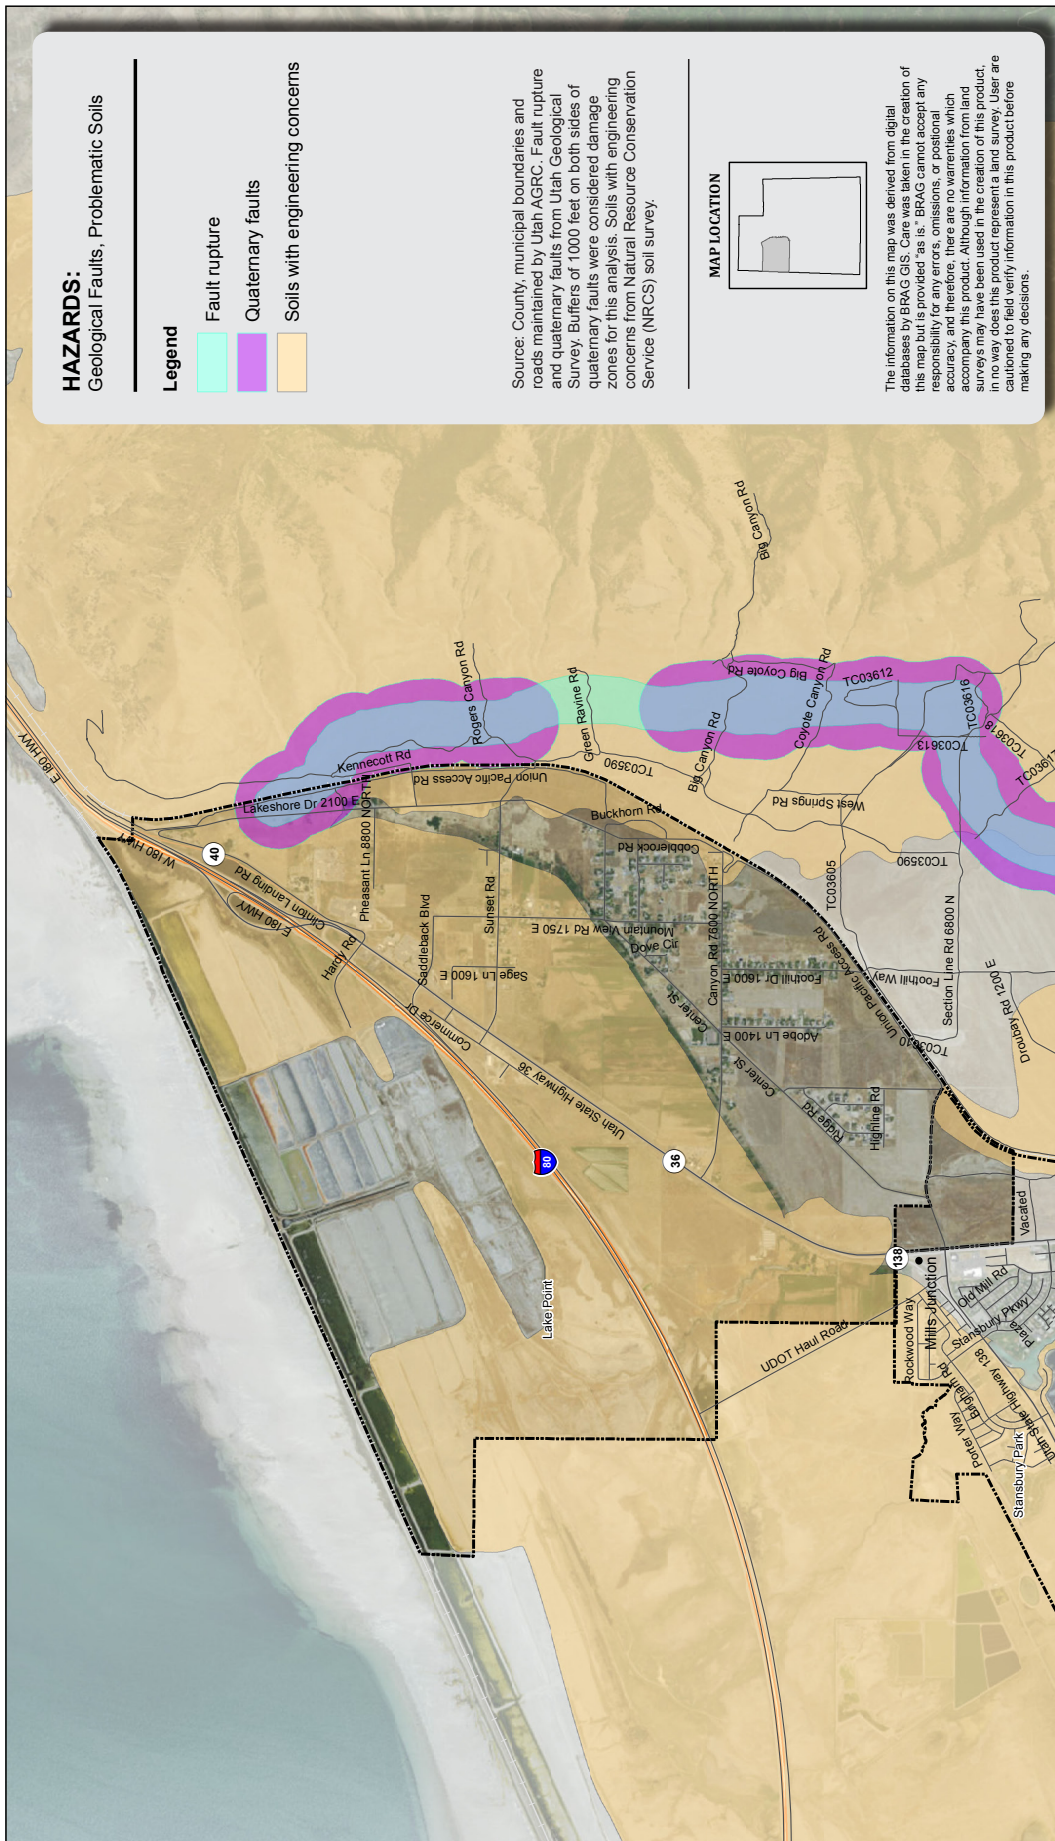 HAZARDS:
Geological Faults, Problematic Soils
Legend
Fault rupture
Quaternary faults
Soils with engineering concerns
Source: County, municipal boundaries and
roads maintained by Utah AGRC. Fault rupture
and quaternary faults from Utah Geological
Survey. Buffers of 1000 feet on both sides of
quaternary faults were considered damage
zones for this analysis. Soils with engineering
concerns from Natural Resource Conservation
Service (NRCS) soil survey.
MAP LOCATION
The information on this map was derived from digital
databases by BRAG GIS. Care was taken in the creation of
this map but is provided "as is." BRAG cannot accept any
responsibility for any errors, omissions, or postional
accuracy, and therefore, there are no warranties which
accompany this product. Although information from land
surveys may have been used in the creation of this product,
in no way does this product represent a land survey. User are
cautioned to field verify information in this product before
making any decisions.
E I80 HWY
W I80 HWY
40
Clinton Landing Rd
E I80 HWY
Hardy Rd
Lakeshore Dr 2100 E
Kennecott Rd
Pheasant Ln 8800 NORTH
Rogers Canyon Rd
Union Pacific Access Rd
Saddleback Blvd
Sunset Rd
Sage Ln 1600 E
Commerce Dr
Utah State Highway 36
Green Ravine Rd
TC03590
Buckhorn Rd
Cobblerock Rd
Mountain View Rd 1750 E
Dove Cir
Center St
Canyon Rd 7600 NORTH
Foothill Dr 1600 E
Adobe Ln 1400 E
Center St
Big Canyon Rd
Big Canyon Rd
Big Coyote Rd
Coyote Canyon Rd
TC03612
TC03616
TC03618
TC03613
TC03617
West Springs Rd
TC03590
TC03605
Union Pacific Access Rd
Foothill Way
Section Line Rd 6800 N
TC03610
Droubay Rd 1200 E
Ridge Rd
Highline Rd
80
36
Lake Point
138
Vacated
Mills Junction
Old Mill Rd
Rockwood Way
Stansbury Pkwy
Plaza
UDOT Haul Road
Brigham Rd
Utah State Highway 138
Porter Way
Stansbury Park